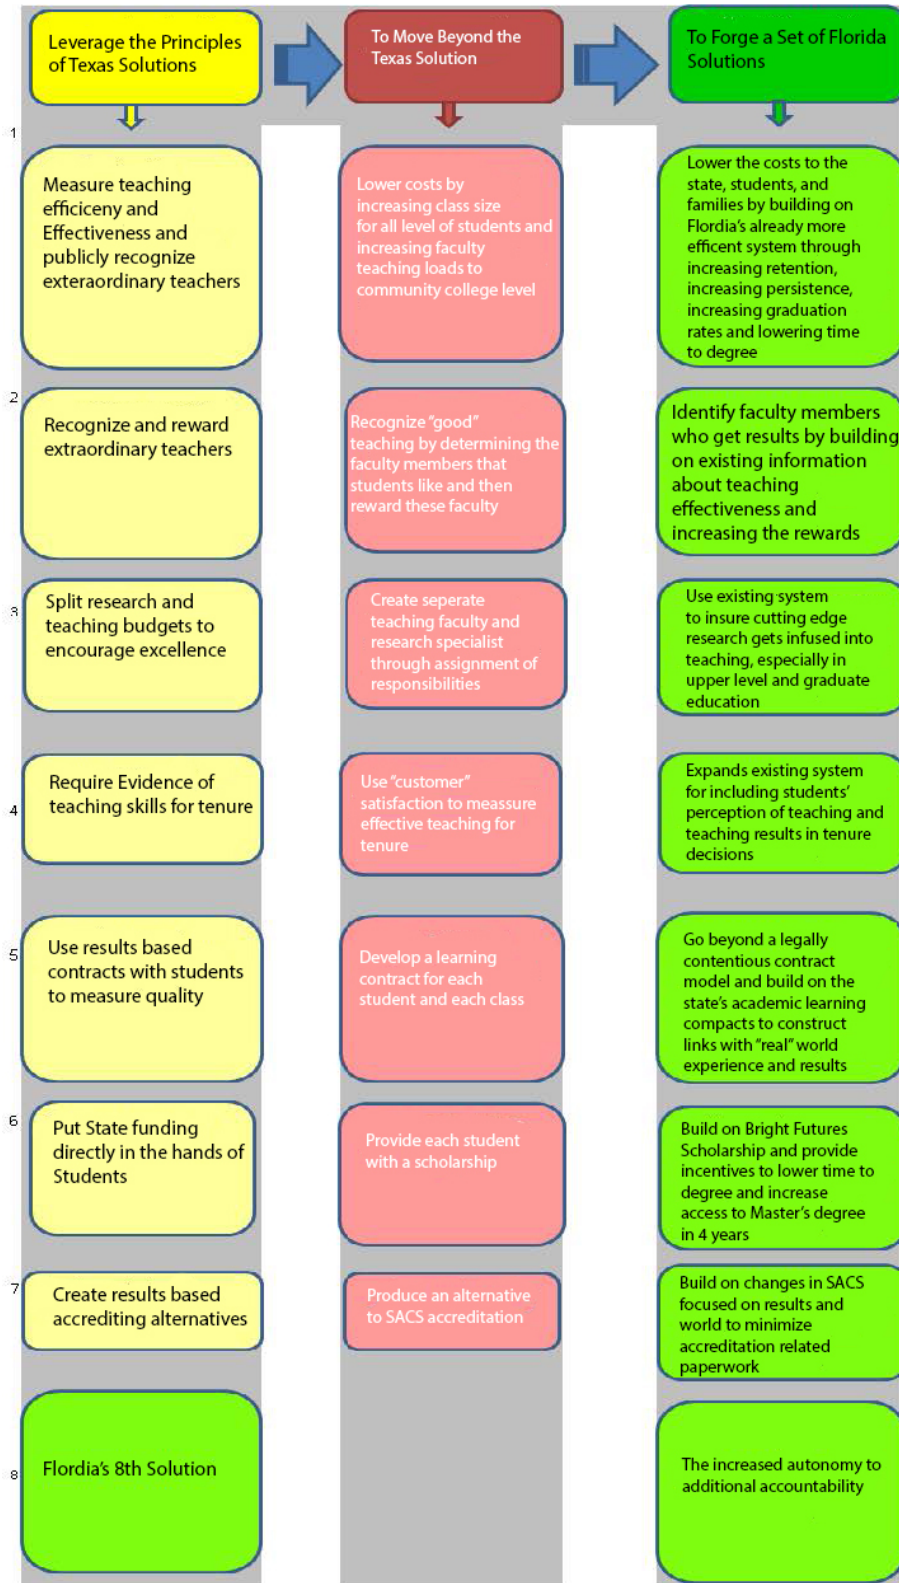 Leverage the Principles
of Texas Solutions
To Move Beyond the
Texas Solution
To Forge a Set of Florida
Solutions
1
Measure teaching
efficiceny and
Effectiveness and
publicly recognize
exteraordinary teachers
Lower costs by
increasing class size
for all level of students and
increasing faculty
teaching loads to
community college level
Lower the costs to the
state, students, and
families by building on
Flordia's already more
efficent system through
increasing retention,
increasing persistence,
increasing graduation
rates and lowering time
to degree
2
Recognize and reward
extraordinary teachers
Recognize "good"
teaching by determining the
faculty members that
students like and then
reward these faculty
Identify faculty members
who get results by building
on existing information
about teaching
effectiveness and
increasing the rewards
3
Split research and
teaching budgets to
encourage excellence
Create seperate
teaching faculty and
research specialist
through assignment of
responsibilities
Use existing system
to insure cutting edge
research gets infused into
teaching, especially in
upper level and graduate
education
4
Require Evidence of
teaching skills for tenure
Use "customer"
satisfaction to meassure
effective teaching for
tenure
Expands existing system
for including students'
perception of teaching and
teaching results in tenure
decisions
5
Use results based
contracts with students
to measure quality
Develop a learning
contract for each
student and each class
Go beyond a legally
contentious contract
model and build on the
state's academic learning
compacts to construct
links with "real" world
experience and results
6
Put State funding
directly in the hands of
Students
Provide each student
with a scholarship
Build on Bright Futures
Scholarship and provide
incentives to lower time to
degree and increase
access to Master's degree
in 4 years
7
Create results based
accrediting alternatives
Produce an alternative
to SACS accreditation
Build on changes in SACS
focused on results and
world to minimize
accreditation related
paperwork
8
Flordia's 8th Solution
The increased autonomy to
additional accountability